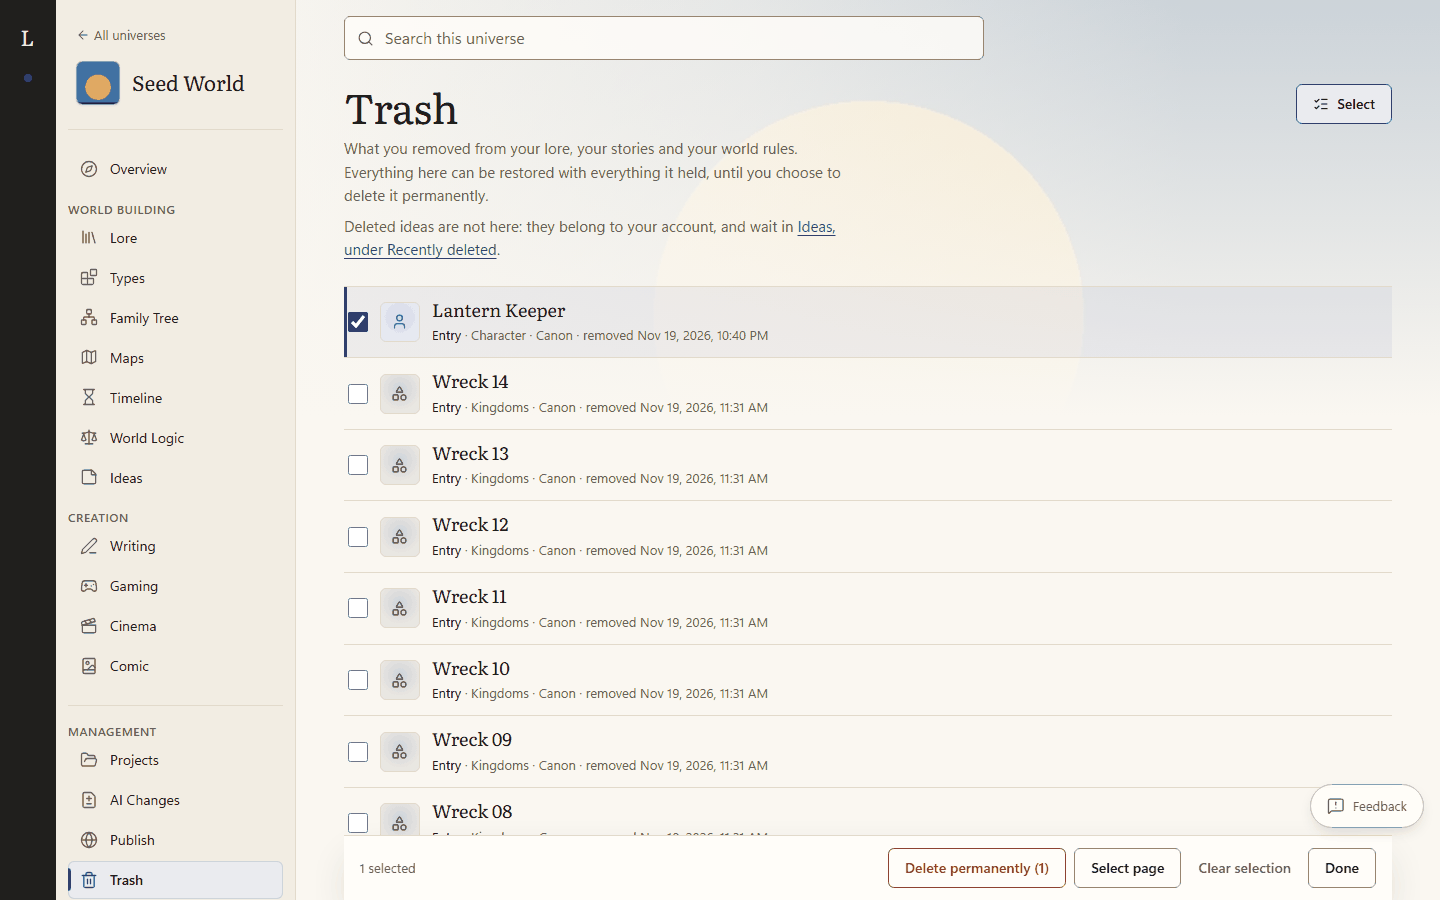 L
← All universes
Seed World
Overview
WORLD BUILDING
Lore
Types
Family Tree
Maps
Timeline
World Logic
Ideas
CREATION
Writing
Gaming
Cinema
Comic
MANAGEMENT
Projects
AI Changes
Publish
Trash
Search this universe
Trash
Select
What you removed from your lore, your stories and your world rules.
Everything here can be restored with everything it held, until you choose to
delete it permanently.
Deleted ideas are not here: they belong to your account, and wait in Ideas,
under Recently deleted.
Lantern Keeper
Entry · Character · Canon · removed Nov 19, 2026, 10:40 PM
Wreck 14
Entry · Kingdoms · Canon · removed Nov 19, 2026, 11:31 AM
Wreck 13
Entry · Kingdoms · Canon · removed Nov 19, 2026, 11:31 AM
Wreck 12
Entry · Kingdoms · Canon · removed Nov 19, 2026, 11:31 AM
Wreck 11
Entry · Kingdoms · Canon · removed Nov 19, 2026, 11:31 AM
Wreck 10
Entry · Kingdoms · Canon · removed Nov 19, 2026, 11:31 AM
Wreck 09
Entry · Kingdoms · Canon · removed Nov 19, 2026, 11:31 AM
Wreck 08
Feedback
1 selected
Delete permanently (1)
Select page
Clear selection
Done